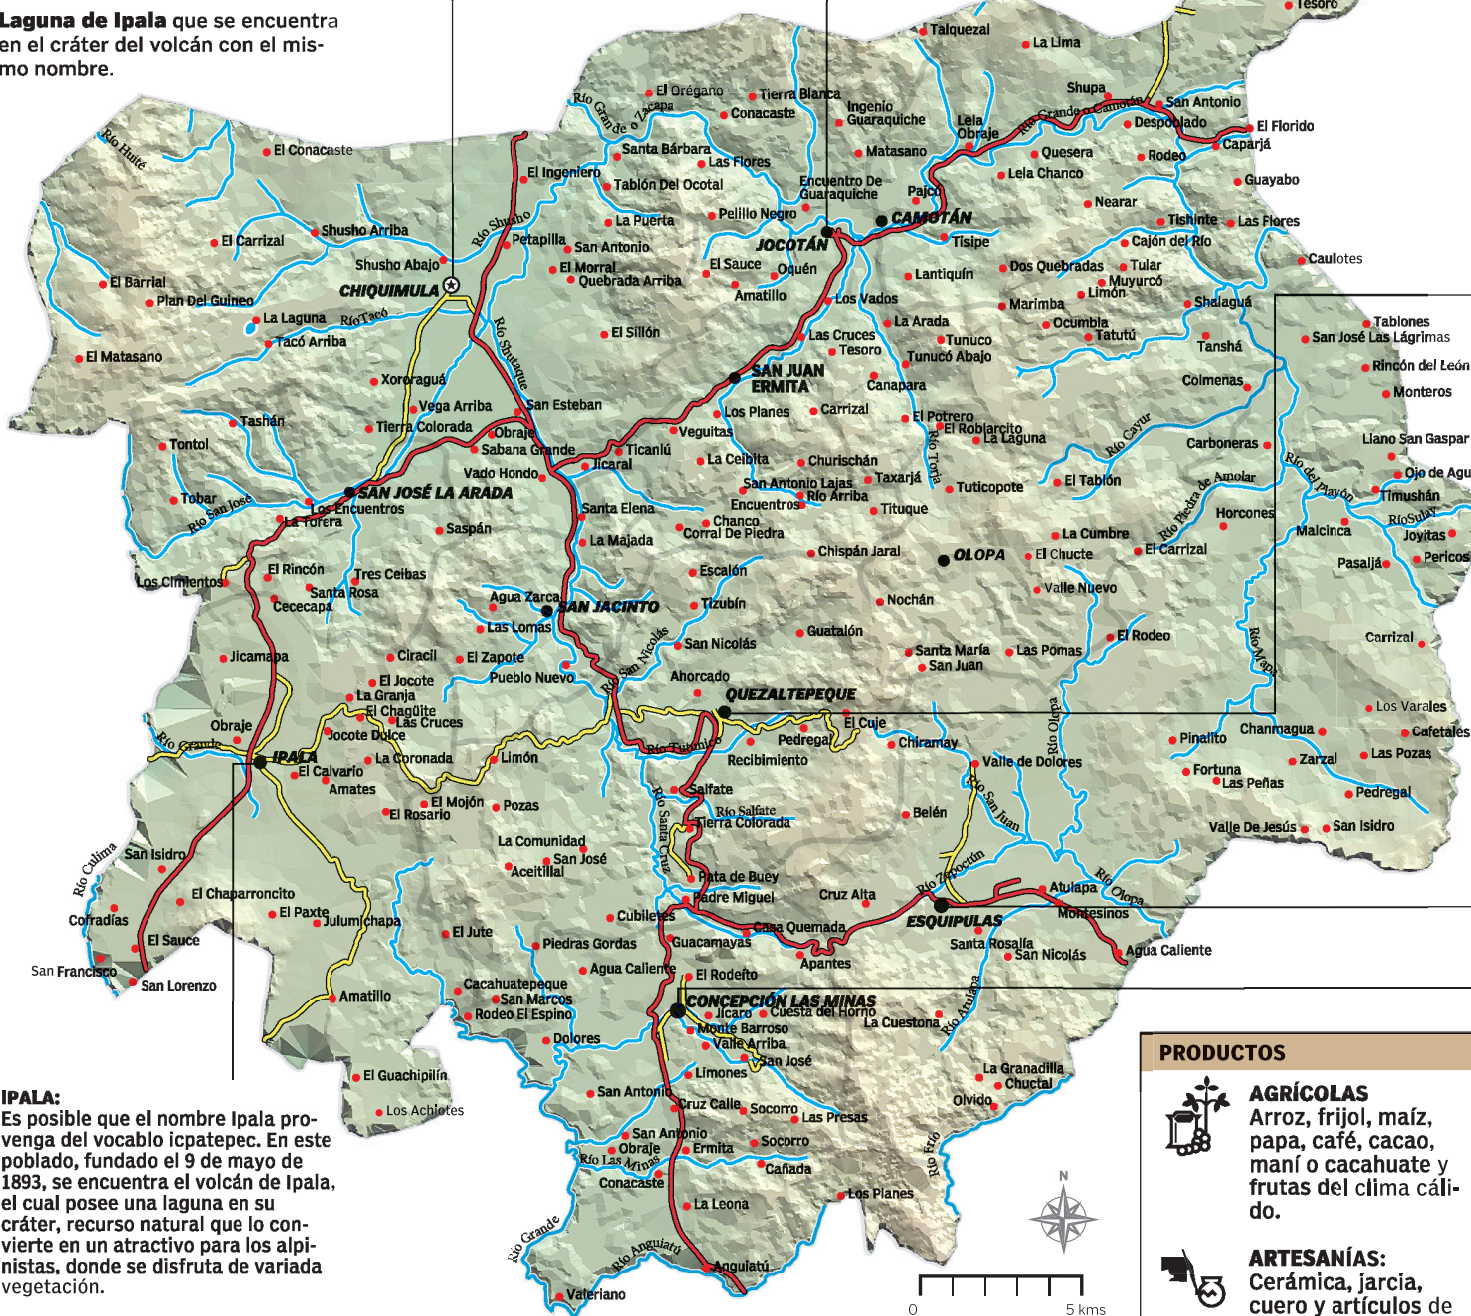 Laguna de Ipala que se encuentra
en el cráter del volcán con el mis-
mo nombre.
Tesoro
Talquezal
La Lima
El Orégano
Tierra Blanca
Conacaste
Ingenio
Guaraquiche
Shupa
San Antonio
Río Grande o Zacapa
Río Grande o Camotán
Lela
Obraje
Despoblado
El Florido
Caparjá
Río Huité
El Conacaste
Santa Bárbara
Las Flores
Matasano
Quesera
Rodeo
El Ingeniero
Tablón Del Ocotal
Encuentro De
Guaraquiche
Lela Chanco
Guayabo
Pajcó
Nearar
La Puerta
Pelillo Negro
CAMOTÁN
Tishinte
Las Flores
Río Shusho
Shusho Arriba
El Carrizal
Petapilla
San Antonio
JOCOTÁN
Tisipe
Cajón del Río
Shusho Abajo
El Morral
Quebrada Arriba
El Sauce
Oquén
Lantiquín
Dos Quebradas
Tular
Caulotes
El Barrial
CHIQUIMULA
Amatillo
Muyurcó
Limón
Plan Del Guineo
Los Vados
Marimba
Shalaguá
La Laguna
Río Tacó
La Arada
Ocumbla
Tablones
Tacó Arriba
Río Shutaque
El Sillón
Las Cruces
Tesoro
Tunuco
Tatutú
Tanshá
San José Las Lágrimas
El Matasano
Tunucó Abajo
Rincón del León
Xororaguá
SAN JUAN
ERMITA
Canapara
Colmenas
Monteros
Vega Arriba
San Esteban
Los Planes
Carrizal
El Potrero
Tashán
Tierra Colorada
Obraje
Veguitas
El Roblarcito
La Laguna
Río Cayur
Llano San Gaspar
Tontol
Sabana Grande
Ticanlú
Río Torja
Carboneras
Vado Hondo
Jicaral
La Ceibita
Churischán
Río del Playón
Ojo de Agu
Tobar
SAN JOSÉ LA ARADA
San Antonio Lajas
Taxarjá
Tuticopote
El Tablón
Río Piedra de Amolar
Timushán
Río San José
Los Encuentros
Encuentros
Río Arriba
Horcones
Río Sulay
La Torera
Santa Elena
Chanco
Tituque
Malcinca
Joyitas
Saspán
Corral De Piedra
La Cumbre
La Majada
Chispán Jaral
OLOPA
El Chucte
El Carrizal
Pasaljá
Pericos
Los Cimientos
El Rincón
Tres Ceibas
Escalón
Santa Rosa
Valle Nuevo
Cececapa
Agua Zarca
SAN JACINTO
Tizubín
Nochán
Las Lomas
Guatalón
El Rodeo
Carrizal
Río San Nicolás
San Nicolás
Santa María
Las Pomas
Río Mapa
Jicamapa
Ciracil
El Zapote
San Juan
El Jocote
Pueblo Nuevo
Ahorcado
La Granja
QUEZALTEPEQUE
El Chagüite
Las Cruces
Los Varales
Obraje
Jocote Dulce
El Cuje
Chanmagua
Cafetales
Río Grande
Río Tutunico
Pedregal
Chiramay
Río Olopa
Pinalito
IPALA
La Coronada
Limón
Recibimiento
Valle de Dolores
Zarzal
Las Pozas
El Calvario
Fortuna
Amates
Salfate
Las Peñas
Pedregal
El Mojón
Pozas
Río Salfate
Río San Juan
El Rosario
Río Santa Cruz
Tierra Colorada
Belén
Valle De Jesús
San Isidro
La Comunidad
San Isidro
San José
Aceitillal
Río Culima
Río Zepoctún
Pata de Buey
Río Olopa
El Chaparroncito
Padre Miguel
Cruz Alta
Atulapa
Cofradías
El Paxte
Julumichapa
Cubiletes
ESQUIPULAS
Montesinos
El Jute
Casa Quemada
El Sauce
Piedras Gordas
Guacamayas
Santa Rosalía
San Nicolás
Agua Caliente
San Francisco
Agua Caliente
El Rodeíto
Apantes
San Lorenzo
Cacahuatepeque
Amatillo
San Marcos
CONCEPCIÓN LAS MINAS
Río Atulapa
Rodeo El Espino
Jícaro
Cuesta del Horno
La Cuestona
Monte Barroso
Dolores
Valle Arriba
San José
El Guachipilín
Limones
La Granadilla
Chuctal
San Antonio
Olvido
Los Achiotes
Cruz Calle
Socorro
Las Presas
San Antonio
Obraje
Ermita
Socorro
Río Las Minas
Cañada
Río Frío
Conacaste
La Leona
Los Planes
Río Grande
Río Anguiatú
Anguiatú
Valeriano
N
0
5 kms
IPALA:
Es posible que el nombre Ipala pro-
venga del vocablo icpatepec. En este
poblado, fundado el 9 de mayo de
1893, se encuentra el volcán de Ipala,
el cual posee una laguna en su
cráter, recurso natural que lo con-
vierte en un atractivo para los alpi-
nistas, donde se disfruta de variada
vegetación.
PRODUCTOS
AGRÍCOLAS
Arroz, frijol, maíz,
papa, café, cacao,
maní o cacahuate y
frutas del clima cáli-
do.
ARTESANÍAS:
Cerámica, jarcia,
cuero y artículos de